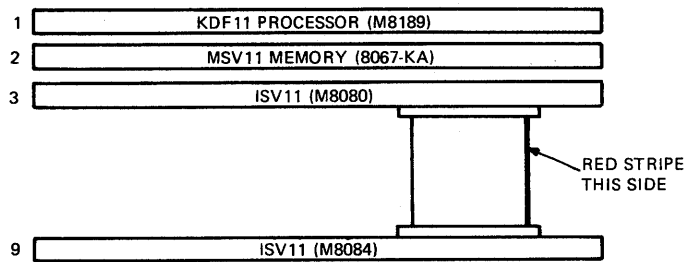 1 KDF11 PROCESSOR (M8189)
2 MSV11 MEMORY (8067-KA)
3 ISV11 (M8080)
RED STRIPE
THIS SIDE
9 ISV11 (M8084)